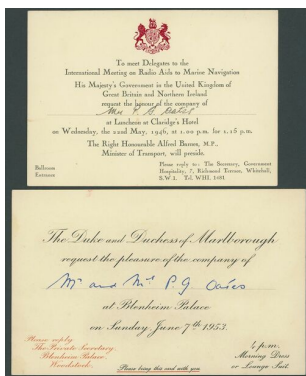 To meet Delegates to the
International Meeting on Radio Aids to Marine Navigation
His Majesty's Government in the United Kingdom of
Great Britain and Northern Ireland
request the honour of the company of
Mr P. G.
at Luncheon at Claridge's Hotel
on Wednesday, the 22nd May, 1946, at 1.00 p.m. for 1.15 p.m.
The Right Honourable Alfred Barnes, M.P.,
Minister of Transport, will preside.
Ballroom
Entrance
Please reply to: The Secretary, Government
Hospitality, 2, Richmond Terrace, Whitehall,
S.W.1. Tel. WHI.
The Duke and Duchess of Marlborough
request the pleasure of the company of
Mr and Mrs P G
at Blenheim Palace
on Sunday June 7th 1953.
Please reply
The Private Secretary,
Blenheim Palace,
Woodstock.
Please bring this card with you
p.m.
Morning Dress
or Lounge Suit.